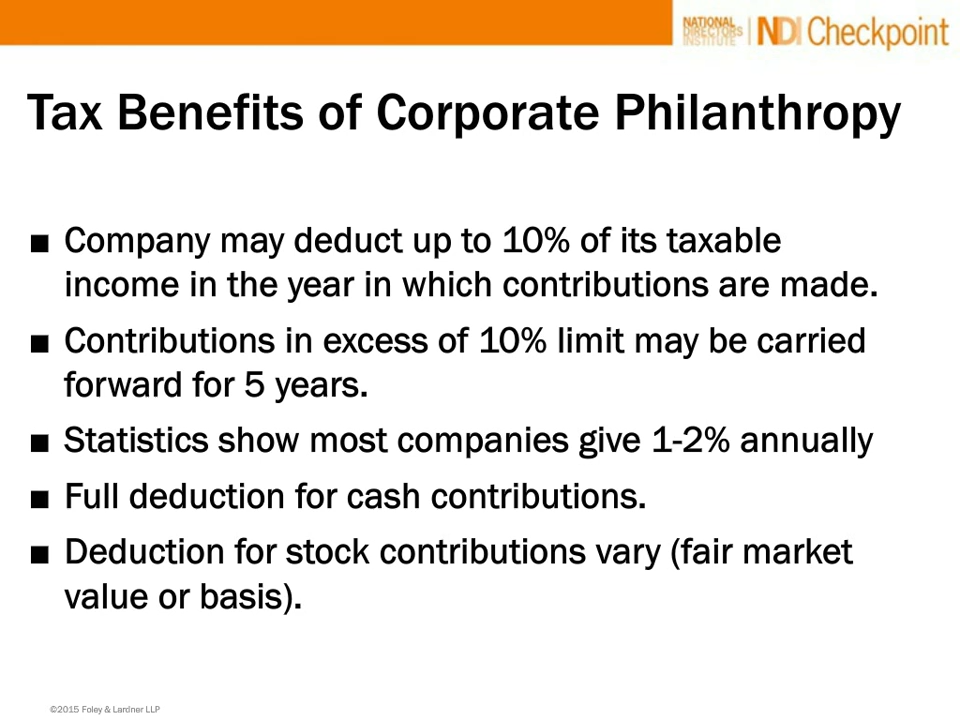 NATIONAL
DIRECTORS
INSTITUTE
NDI Checkpoint
Tax Benefits of Corporate Philanthropy
■ Company may deduct up to 10% of its taxable
income in the year in which contributions are made.
■ Contributions in excess of 10% limit may be carried
forward for 5 years.
■ Statistics show most companies give 1-2% annually
■ Full deduction for cash contributions.
■ Deduction for stock contributions vary (fair market
value or basis).
©2015 Foley & Lardner LLP